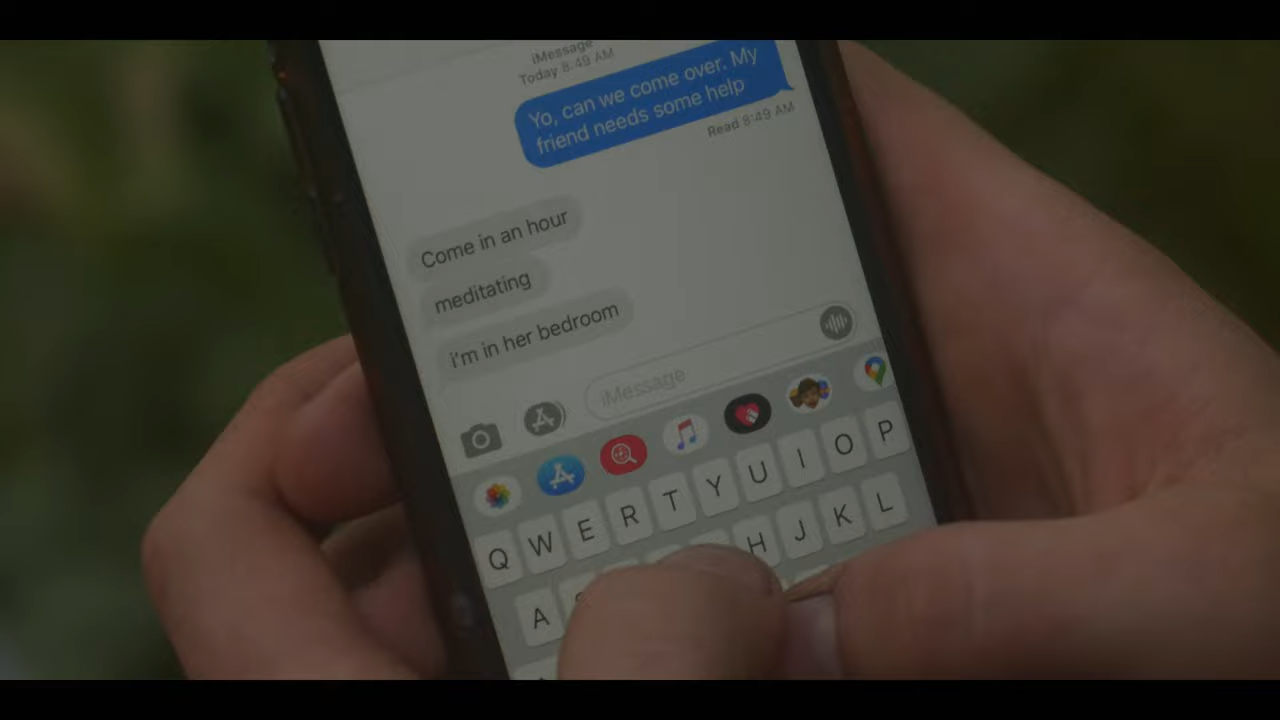 iMessage
Today 8:49 AM
Yo, can we come over. My
friend needs some help
Read 8:49 AM
Come in an hour
meditating
i'm in her bedroom
iMessage
Q W E R T Y U I O P
A H J K L